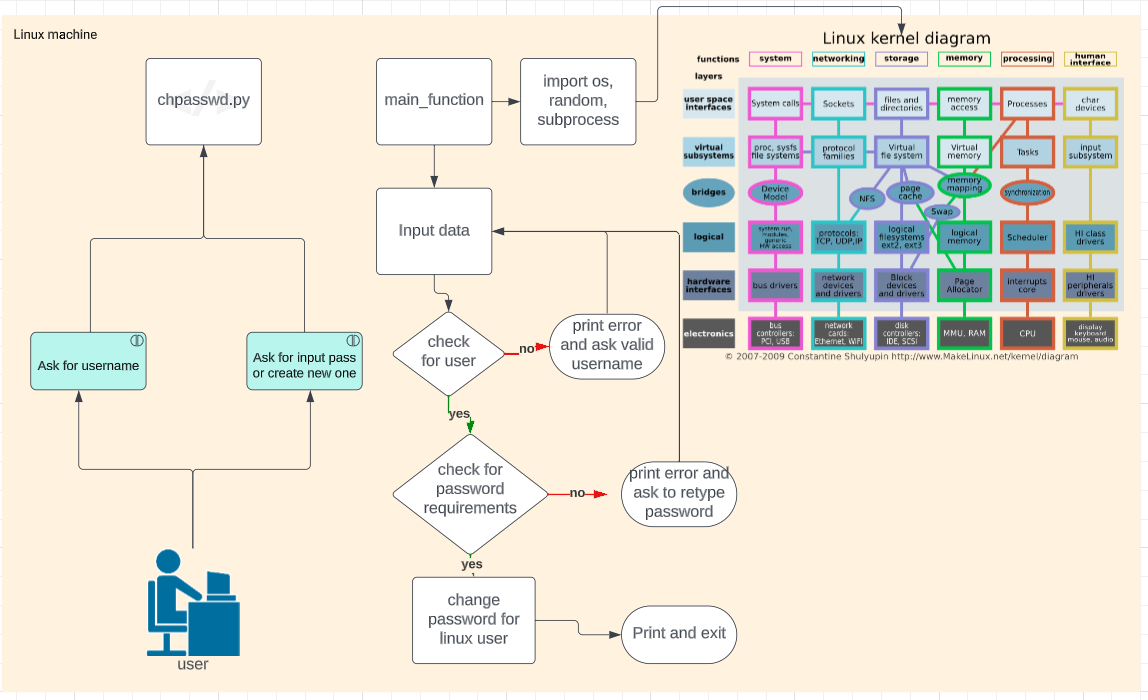 Linux machine
chpasswd.py
main_function
import os,
random,
subprocess
Input data
Ask for username
Ask for input pass
or create new one
user
check
for user
no
print error
and ask valid
username
yes
check for
password
requirements
no
print error and
ask to retype
password
yes
change
password for
linux user
Print and exit
Linux kernel diagram
functions
system
networking
storage
memory
processing
human
interface
layers
user space
interfaces
System calls
Sockets
files and
directories
memory
access
Processes
char
devices
virtual
subsystems
proc, sysfs
file systems
protocol
families
Virtual
file system
Virtual
memory
Tasks
input
subsystem
bridges
Device
Model
NFS
page
cache
memory
mapping
Swap
synchronization
logical
system run,
modules,
generic
HW access
protocols:
TCP, UDP,IP
logical
filesystems
ext2, ext3
logical
memory
Scheduler
HI class
drivers
hardware
interfaces
bus drivers
network
devices
and drivers
Block
devices
and drivers
Page
Allocator
interrupts
core
HI
peripherals
drivers
electronics
bus
controllers:
PCI, USB
network
cards:
Ethernet, WiFi
disk
controllers:
IDE, SCSI
MMU, RAM
CPU
display
keyboard
mouse, audio
© 2007-2009 Constantine Shulyupin http://www.MakeLinux.net/kernel/diagram